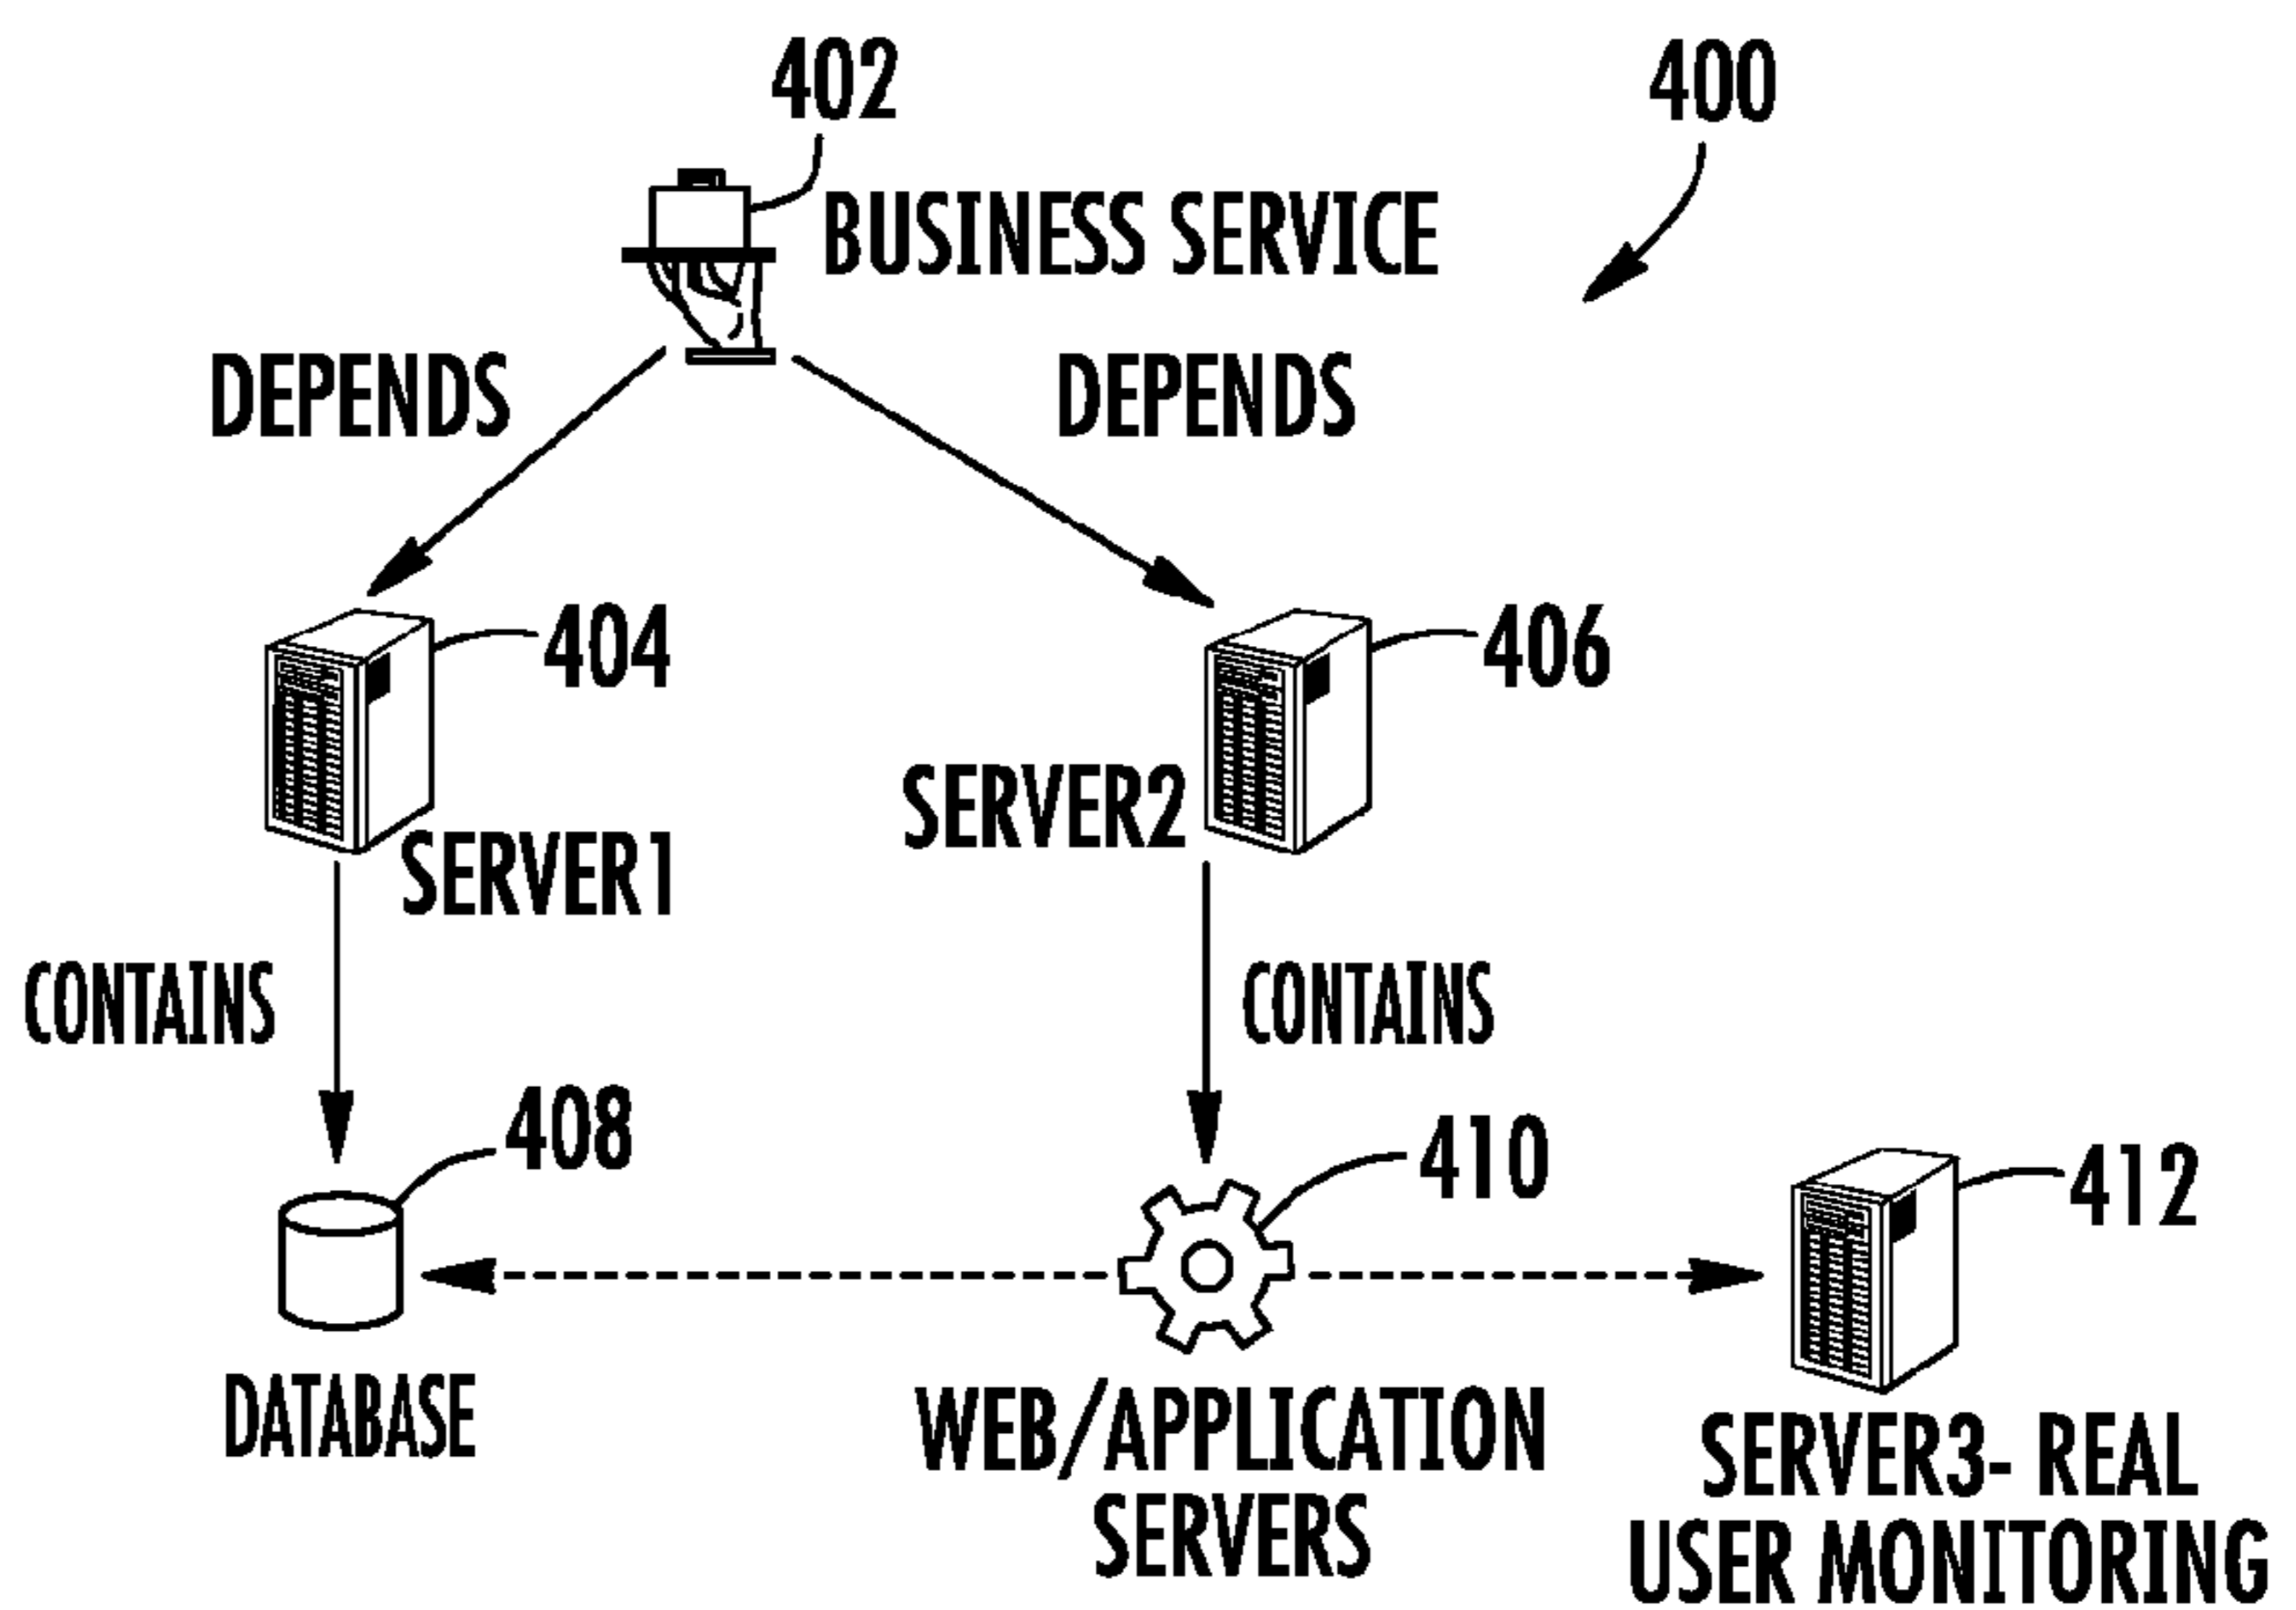 402
400
BUSINESS SERVICE
DEPENDS
DEPENDS
404
406
SERVER1
SERVER2
CONTAINS
CONTAINS
408
410
412
DATABASE
WEB/APPLICATION
SERVERS
SERVER3- REAL
USER MONITORING